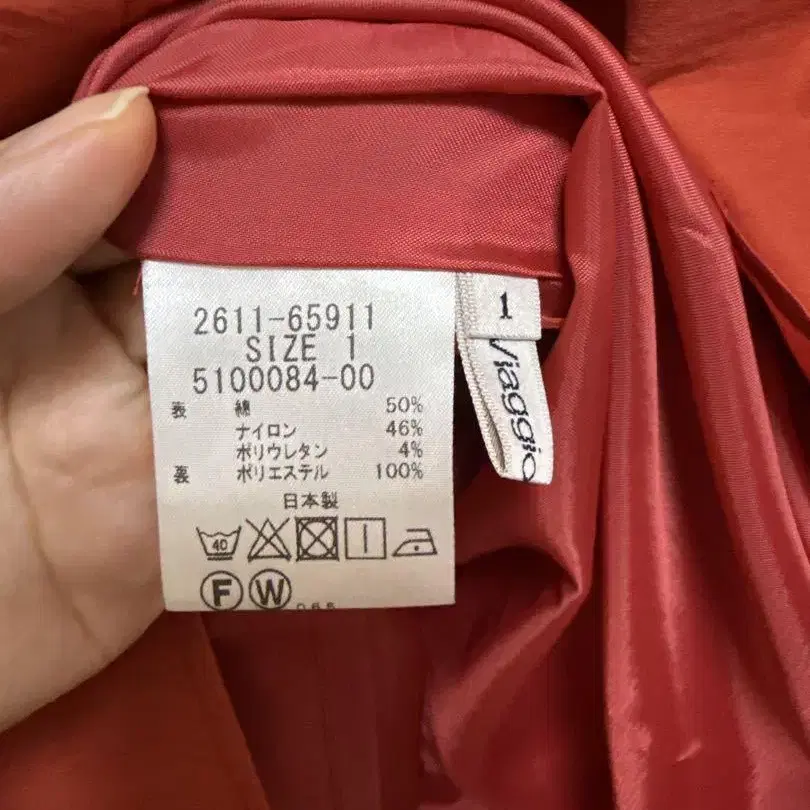 2611-65911
SIZE 1
5100084-00
表 綿 50%
ナイロン 46%
ポリウレタン 4%
裏 ポリエステル 100%
日本製
40
F W
1
Viaggio